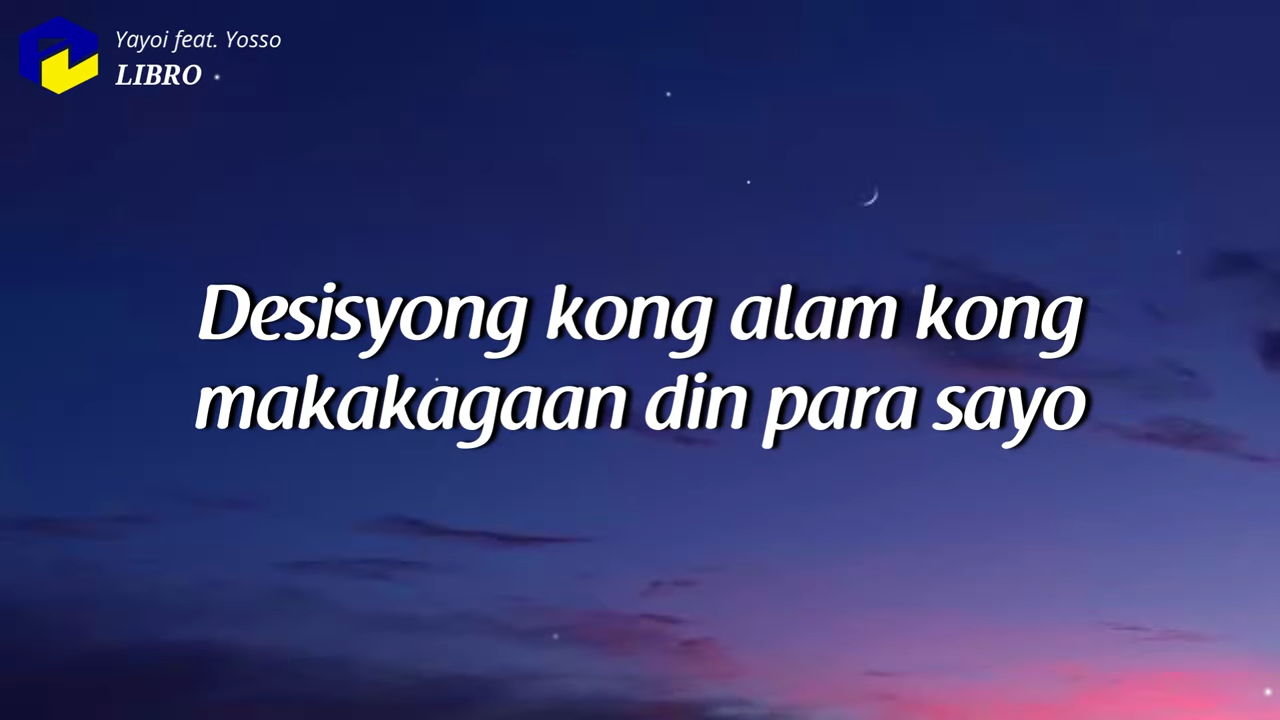 Yayoi feat. Yosso
LIBRO
Desisyong kong alam kong
makakagaan din para sayo